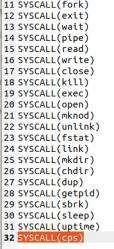 11 SYSCALL(fork)
12 SYSCALL(exit)
13 SYSCALL(wait)
14 SYSCALL(pipe)
15 SYSCALL(read)
16 SYSCALL(write)
17 SYSCALL(close)
18 SYSCALL(kill)
19 SYSCALL(exec)
20 SYSCALL(open)
21 SYSCALL(mknod)
22 SYSCALL(unlink)
23 SYSCALL(fstat)
24 SYSCALL(link)
25 SYSCALL(mkdir)
26 SYSCALL(chdir)
27 SYSCALL(dup)
28 SYSCALL(getpid)
29 SYSCALL(sbrk)
30 SYSCALL(sleep)
31 SYSCALL(uptime)
32 SYSCALL(cps)